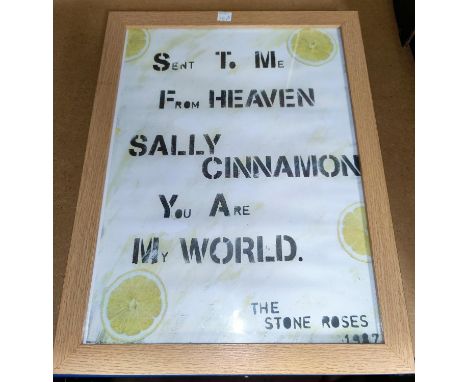 SENT TO ME
FROM HEAVEN
SALLY
CINNAMON
YOU ARE
MY WORLD.
THE
STONE ROSES
1987